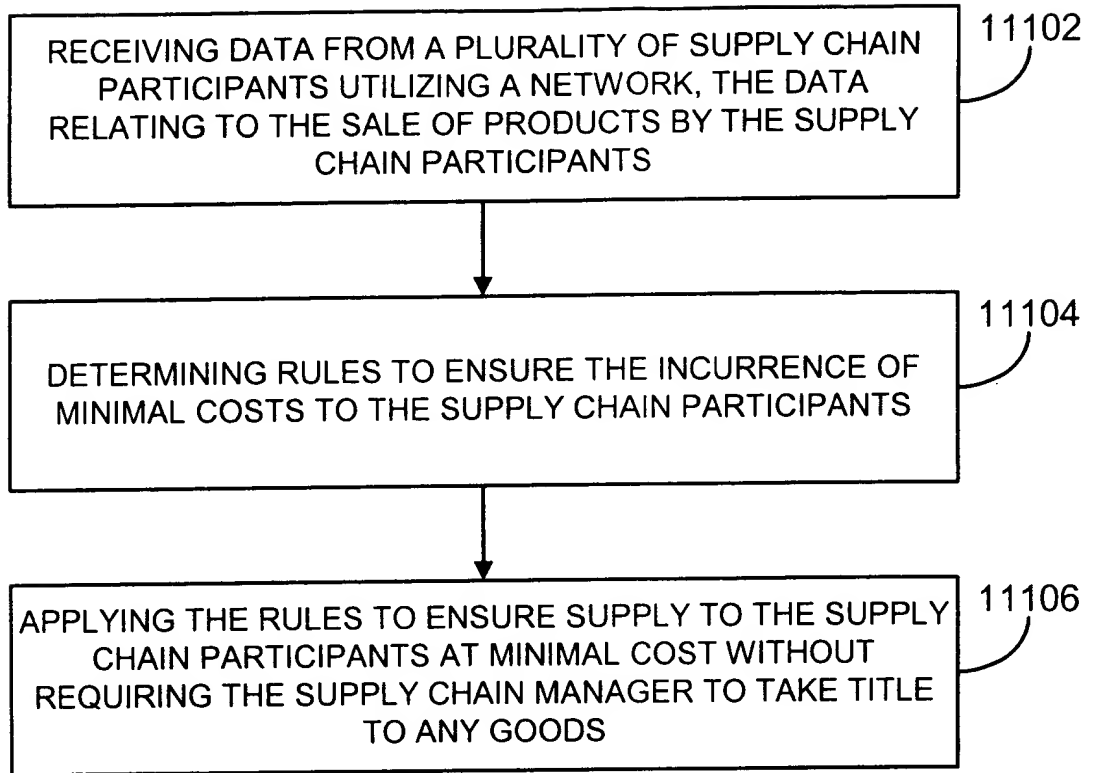 RECEIVING DATA FROM A PLURALITY OF SUPPLY CHAIN
PARTICIPANTS UTILIZING A NETWORK, THE DATA
RELATING TO THE SALE OF PRODUCTS BY THE SUPPLY
CHAIN PARTICIPANTS
11102
DETERMINING RULES TO ENSURE THE INCURRENCE OF
MINIMAL COSTS TO THE SUPPLY CHAIN PARTICIPANTS
11104
APPLYING THE RULES TO ENSURE SUPPLY TO THE SUPPLY
CHAIN PARTICIPANTS AT MINIMAL COST WITHOUT
REQUIRING THE SUPPLY CHAIN MANAGER TO TAKE TITLE
TO ANY GOODS
11106